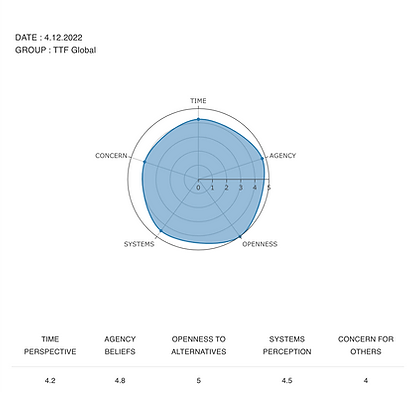 DATE : 4.12.2022
GROUP : TTF Global
TIME
CONCERN
AGENCY
0 1 2 3 4 5
SYSTEMS
OPENNESS
TIME PERSPECTIVE
AGENCY BELIEFS
OPENNESS TO ALTERNATIVES
SYSTEMS PERCEPTION
CONCERN FOR OTHERS
4.2 4.8 5 4.5 4